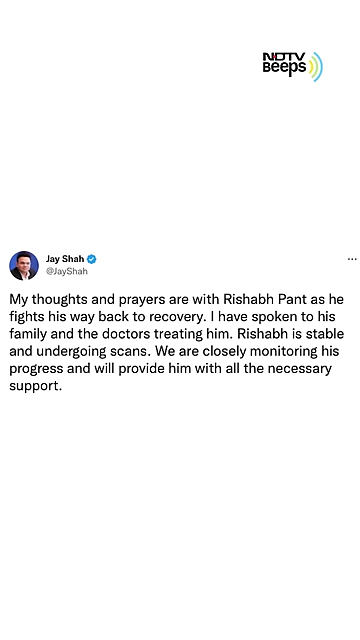 NDTV
Beeps
Jay Shah
@JayShah
...
My thoughts and prayers are with Rishabh Pant as he
fights his way back to recovery. I have spoken to his
family and the doctors treating him. Rishabh is stable
and undergoing scans. We are closely monitoring his
progress and will provide him with all the necessary
support.